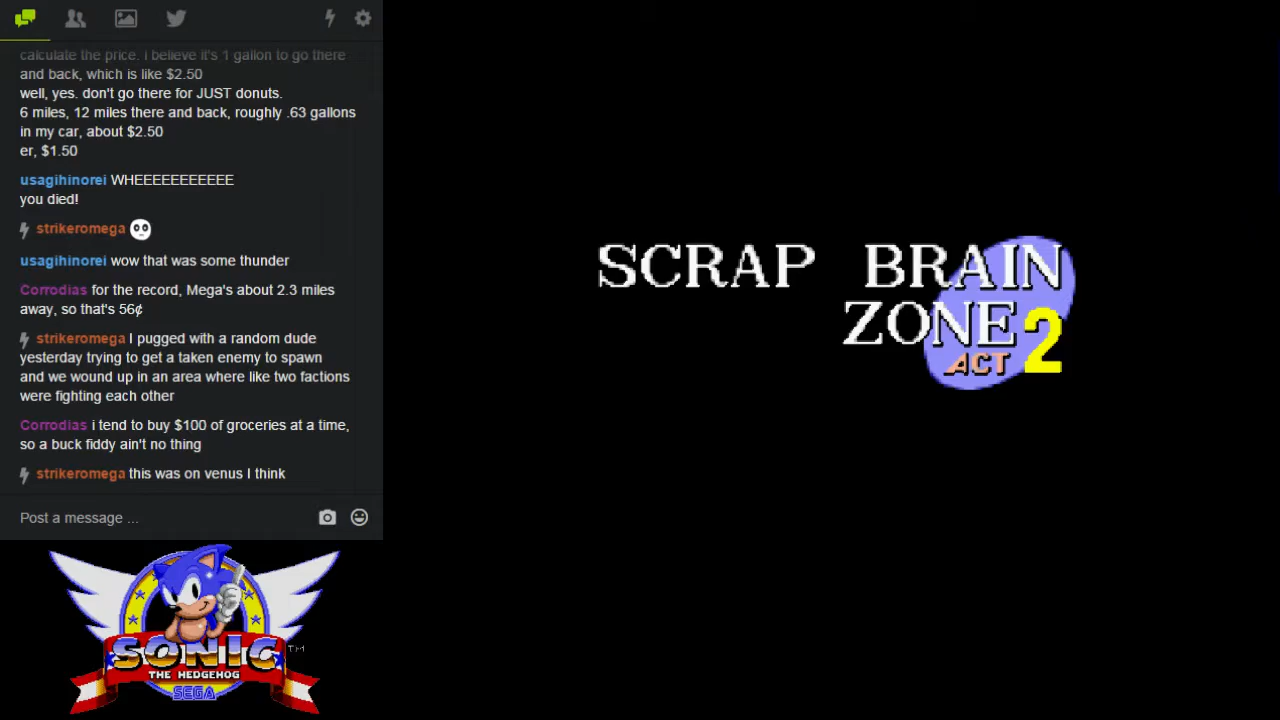 calculate the price. i believe it's 1 gallon to go there
and back, which is like $2.50
well, yes. don't go there for JUST donuts.
6 miles, 12 miles there and back, roughly .63 gallons
in my car, about $2.50
er, $1.50
usagihinorei WHEEEEEEEEEEE
you died!
strikeromega
usagihinorei wow that was some thunder
Corrodias for the record, Mega's about 2.3 miles
away, so that's 56¢
strikeromega I pugged with a random dude
yesterday trying to get a taken enemy to spawn
and we wound up in an area where like two factions
were fighting each other
Corrodias i tend to buy $100 of groceries at a time,
so a buck fiddy ain't no thing
strikeromega this was on venus I think
Post a message ...
SONIC
TM
THE HEDGEHOG
SEGA
SCRAP BRAIN
ZONE
ACT 2